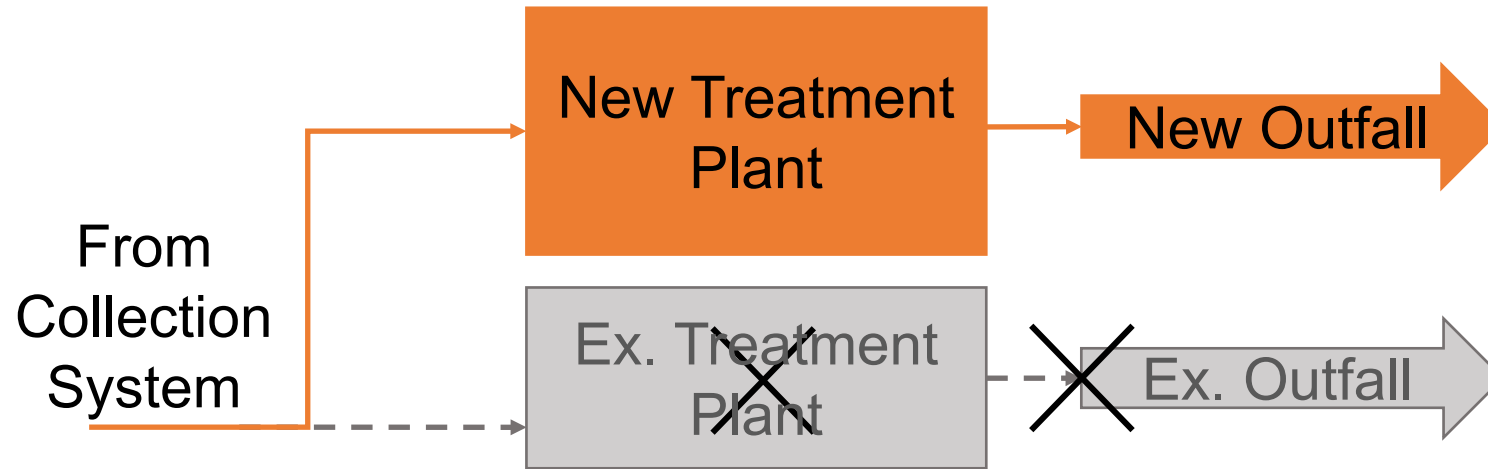 New Treatment
Plant
New Outfall
From
Collection
System
Ex. Treatment
Plant
Ex. Outfall